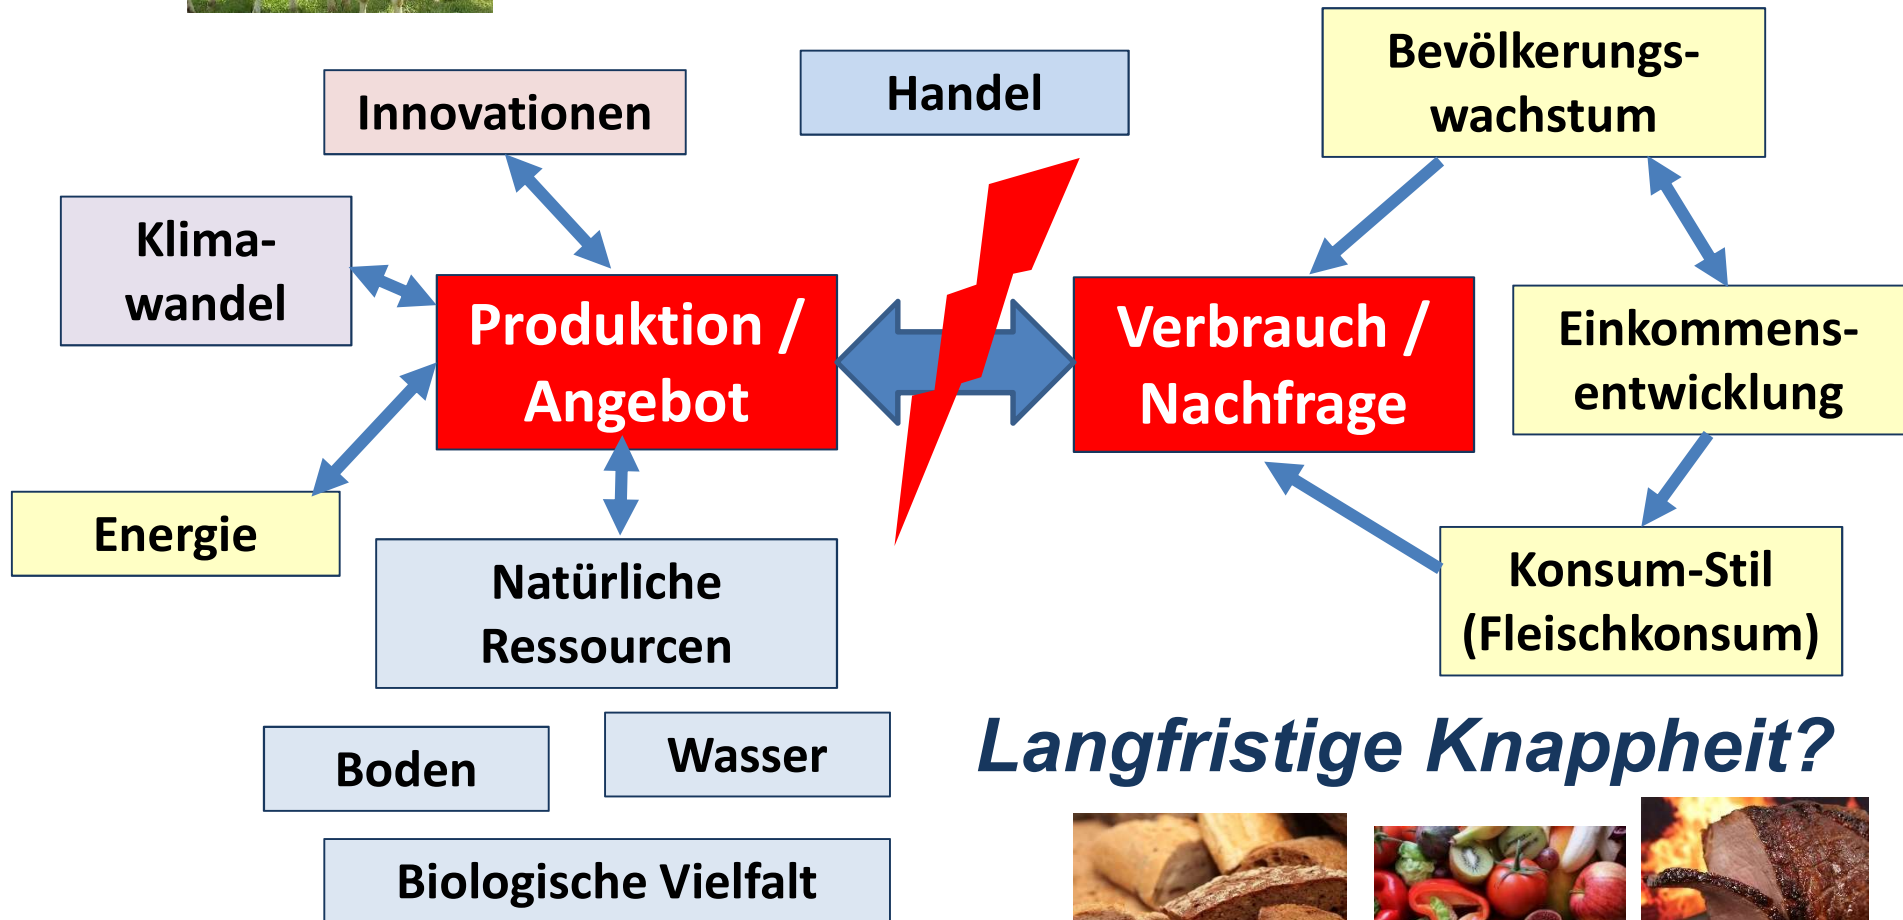 Innovationen
Handel
Bevölkerungs-
wachstum
Klima-
wandel
Produktion /
Angebot
Verbrauch /
Nachfrage
Einkommens-
entwicklung
Energie
Natürliche
Ressourcen
Konsum-Stil
(Fleischkonsum)
Boden
Wasser
Langfristige Knappheit?
Biologische Vielfalt